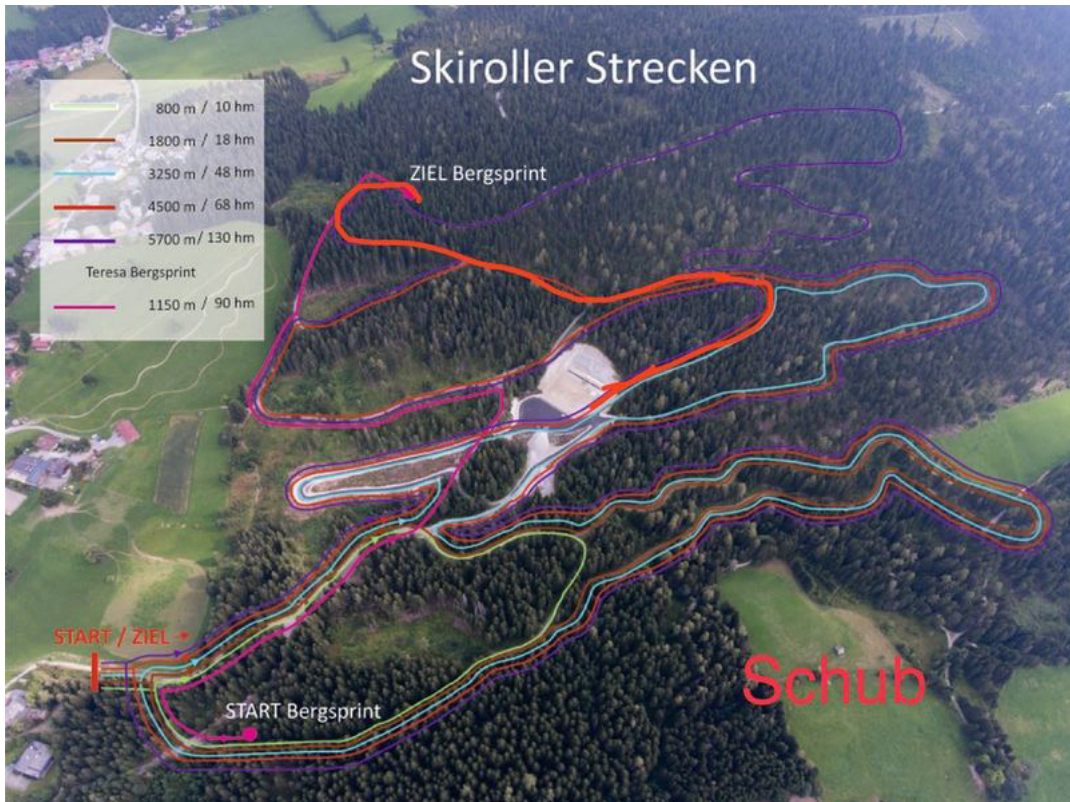 Skiroller Strecken
800 m / 10 hm
1800 m / 18 hm
3250 m / 48 hm
4500 m / 68 hm
5700 m / 130 hm
Teresa Bergsprint
1150 m / 90 hm
ZIEL Bergsprint
START / ZIEL
START Bergsprint
Schub